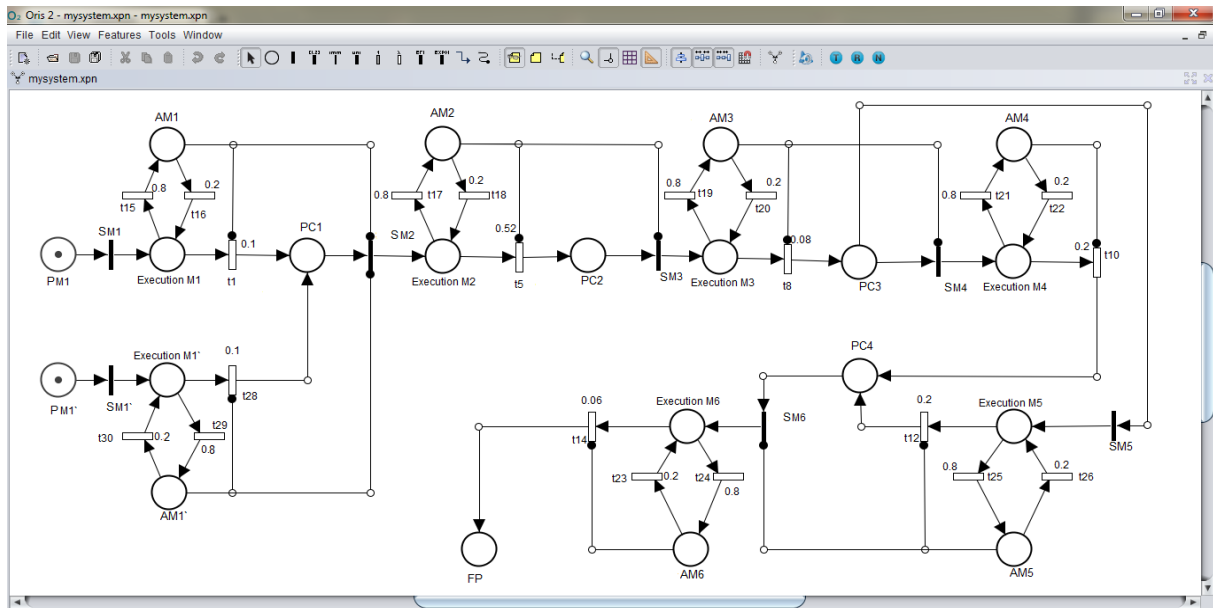 Oris 2 - mysystem.xpn - mysystem.xpn
File Edit View Features Tools Window
mysystem.xpn
AM1
AM2
AM3
AM4
0.8
0.2
t15
t16
0.8
t17
0.2
t18
0.8
t19
0.2
t20
0.8
t21
0.2
t22
SM1
0.1
PC1
SM2
0.52
0.08
0.2
t10
PM1
Execution M1
t1
Execution M2
t5
PC2
SM3
Execution M3
t8
PC3
SM4
Execution M4
Execution M1`
0.1
PC4
PM1`
SM1`
t28
t30
0.2
t29
0.8
AM1`
0.06
Execution M6
SM6
0.2
Execution M5
t14
t12
SM5
t23
0.2
t24
0.8
0.8
t25
0.2
t26
FP
AM6
AM5